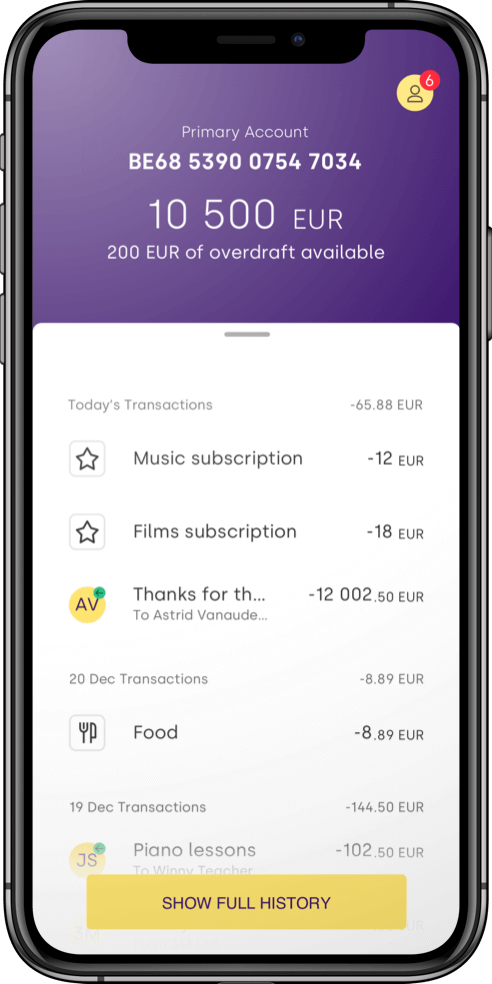 6
Primary Account
BE68 5390 0754 7034
10 500 EUR
200 EUR of overdraft available
Today's Transactions -65.88 EUR
Music subscription -12 EUR
Films subscription -18 EUR
AV Thanks for th... -12 002.50 EUR
To Astrid Vanaude...
20 Dec Transactions -8.89 EUR
Food -8.89 EUR
19 Dec Transactions -144.50 EUR
JS Piano lessons -102.50 EUR
To Winny Teacher
SHOW FULL HISTORY
3M